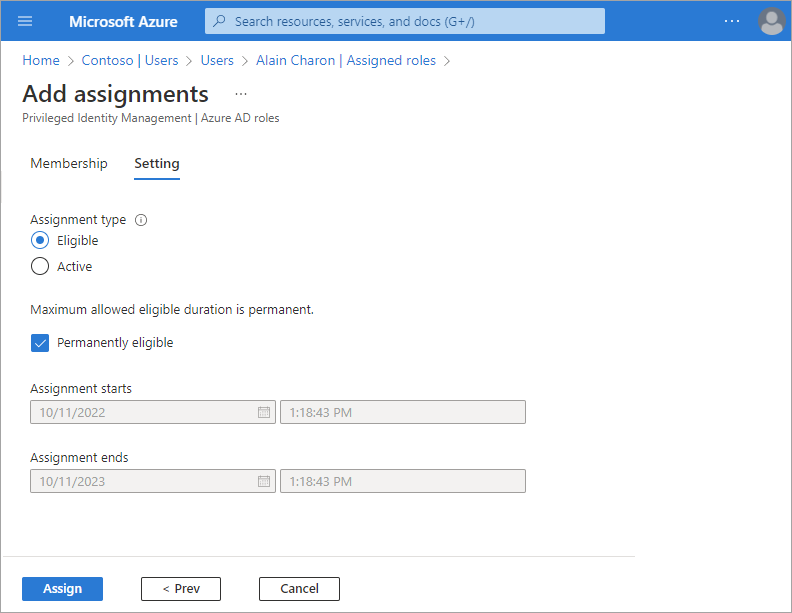 Microsoft Azure
Search resources, services, and docs (G+/)
...
Home > Contoso | Users > Users > Alain Charon | Assigned roles >
Add assignments ...
Privileged Identity Management | Azure AD roles
Membership Setting
Assignment type
Eligible
Active
Maximum allowed eligible duration is permanent.
Permanently eligible
Assignment starts
10/11/2022 1:18:43 PM
Assignment ends
10/11/2023 1:18:43 PM
Assign < Prev Cancel